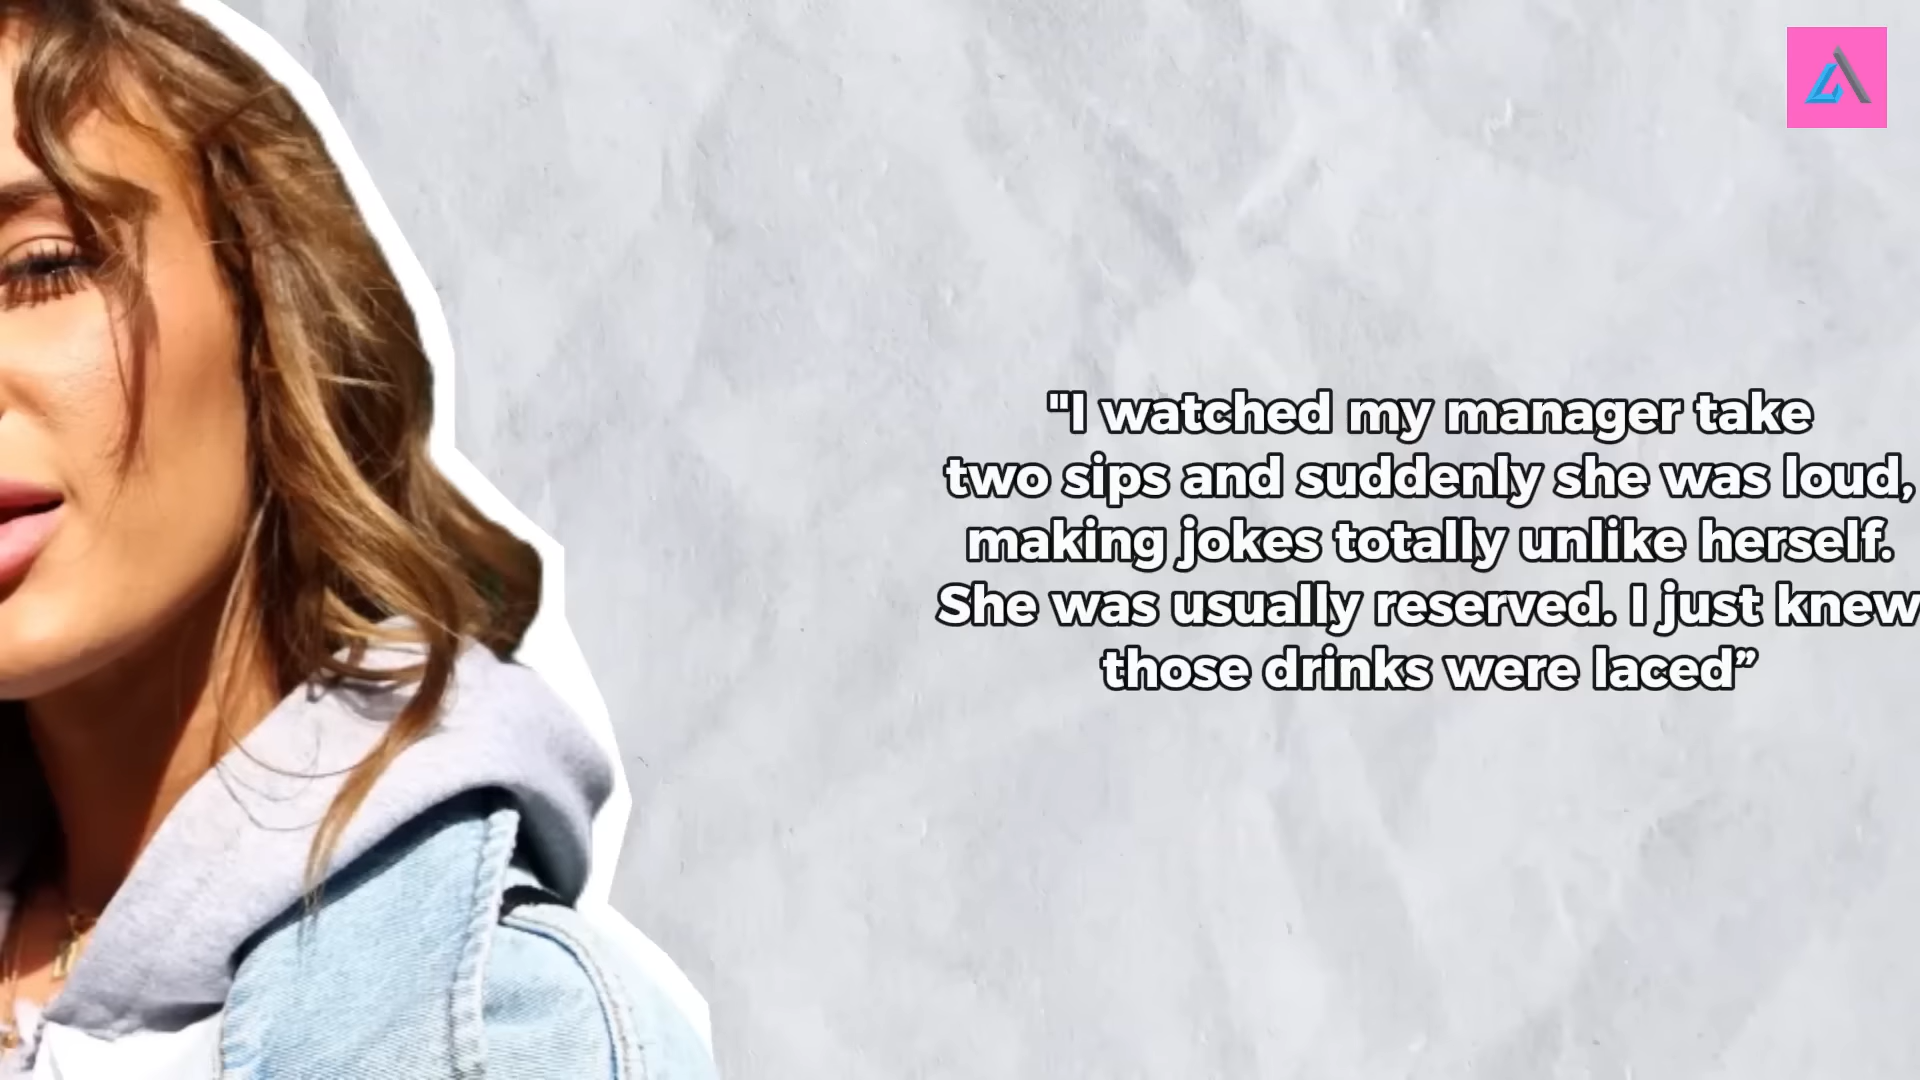 "I watched my manager take
two sips and suddenly she was loud,
making jokes totally unlike herself.
She was usually reserved. I just knew
those drinks were laced”